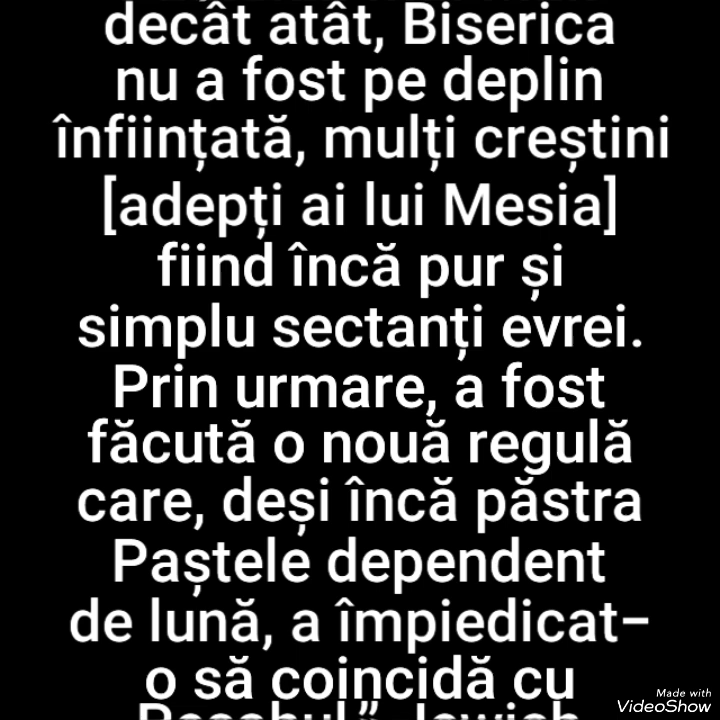 decât atât, Biserica
nu a fost pe deplin
înființată, mulți creștini
[adepți ai lui Mesia]
fiind încă pur și
simplu sectanți evrei.
Prin urmare, a fost
făcută o nouă regulă
care, deși încă păstra
Paștele dependent
de lună, a împiedicat-
o să coincidă cu
Made with
VideoShow